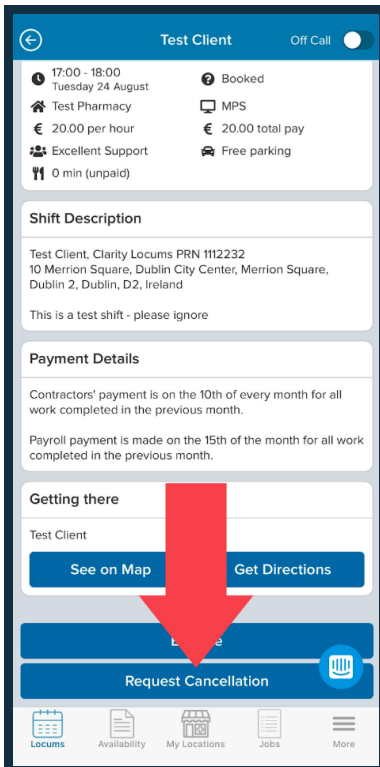 Test Client
Off Call
17:00 - 18:00
Tuesday 24 August
Booked
Test Pharmacy
MPS
€ 20.00 per hour
€ 20.00 total pay
Excellent Support
Free parking
0 min (unpaid)
Shift Description
Test Client, Clarity Locums PRN 1112232
10 Merrion Square, Dublin City Center, Merrion Square,
Dublin 2, Dublin, D2, Ireland
This is a test shift - please ignore
Payment Details
Contractors' payment is on the 10th of every month for all
work completed in the previous month.
Payroll payment is made on the 15th of the month for all work
completed in the previous month.
Getting there
Test Client
See on Map
Get Directions
Request Cancellation
Locums
Availability
My Locations
Jobs
More